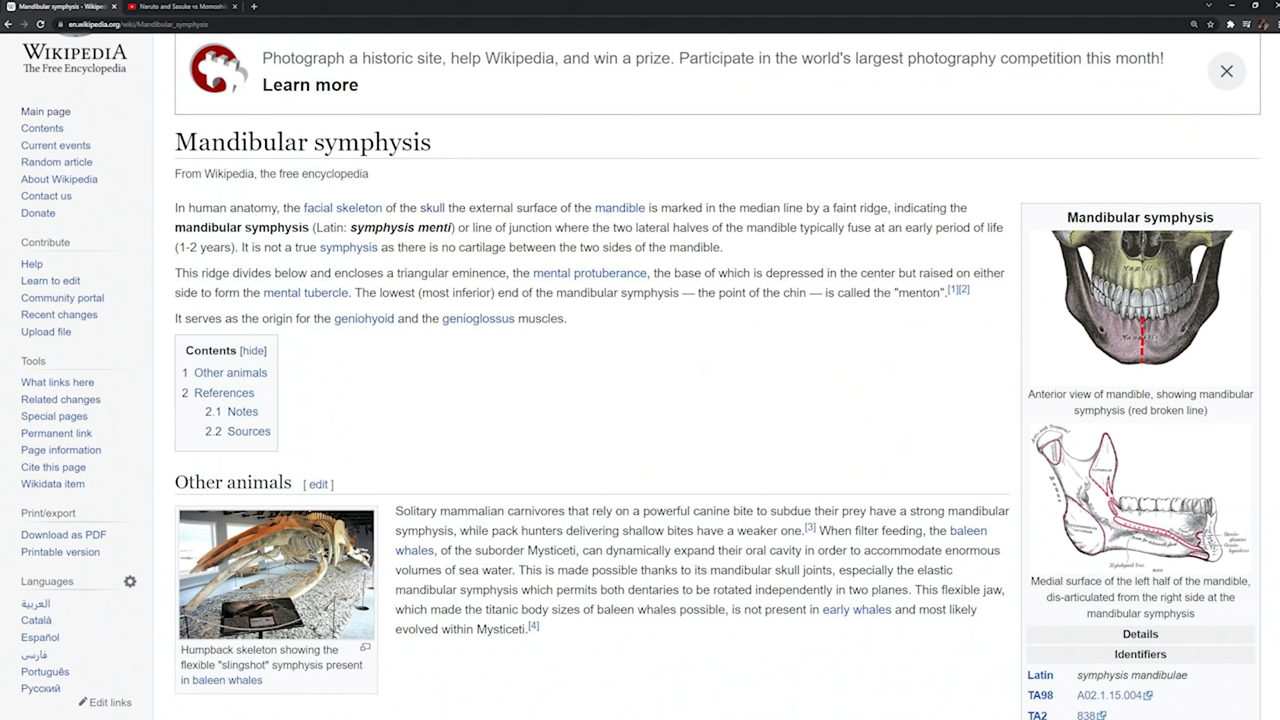 Mandibular symphysis - Wikiped
Naruto and Sasuke vs Momoshi
en.wikipedia.org/wiki/Mandibular_symphysis
WIKIPEDIA
The Free Encyclopedia
Main page
Contents
Current events
Random article
About Wikipedia
Contact us
Donate
Contribute
Help
Learn to edit
Community portal
Recent changes
Upload file
Tools
What links here
Related changes
Special pages
Permanent link
Page information
Cite this page
Wikidata item
Print/export
Download as PDF
Printable version
Languages
العربية
Català
Español
فارسی
Português
Русский
Edit links
Photograph a historic site, help Wikipedia, and win a prize. Participate in the world's largest photography competition this month!
Learn more
Mandibular symphysis
From Wikipedia, the free encyclopedia
In human anatomy, the facial skeleton of the skull the external surface of the mandible is marked in the median line by a faint ridge, indicating the
mandibular symphysis (Latin: symphysis menti) or line of junction where the two lateral halves of the mandible typically fuse at an early period of life
(1-2 years). It is not a true symphysis as there is no cartilage between the two sides of the mandible.
This ridge divides below and encloses a triangular eminence, the mental protuberance, the base of which is depressed in the center but raised on either
side to form the mental tubercle. The lowest (most inferior) end of the mandibular symphysis — the point of the chin — is called the "menton".[1][2]
It serves as the origin for the geniohyoid and the genioglossus muscles.
Contents [hide]
1 Other animals
2 References
2.1 Notes
2.2 Sources
Other animals [ edit ]
Humpback skeleton showing the
flexible "slingshot" symphysis present
in baleen whales
Solitary mammalian carnivores that rely on a powerful canine bite to subdue their prey have a strong mandibular
symphysis, while pack hunters delivering shallow bites have a weaker one.[3] When filter feeding, the baleen
whales, of the suborder Mysticeti, can dynamically expand their oral cavity in order to accommodate enormous
volumes of sea water. This is made possible thanks to its mandibular skull joints, especially the elastic
mandibular symphysis which permits both dentaries to be rotated independently in two planes. This flexible jaw,
which made the titanic body sizes of baleen whales possible, is not present in early whales and most likely
evolved within Mysticeti.[4]
Mandibular symphysis
Anterior view of mandible, showing mandibular
symphysis (red broken line)
Medial surface of the left half of the mandible,
dis-articulated from the right side at the
mandibular symphysis
Details
Identifiers
Latin symphysis mandibulae
TA98 A02.1.15.004
TA2 838